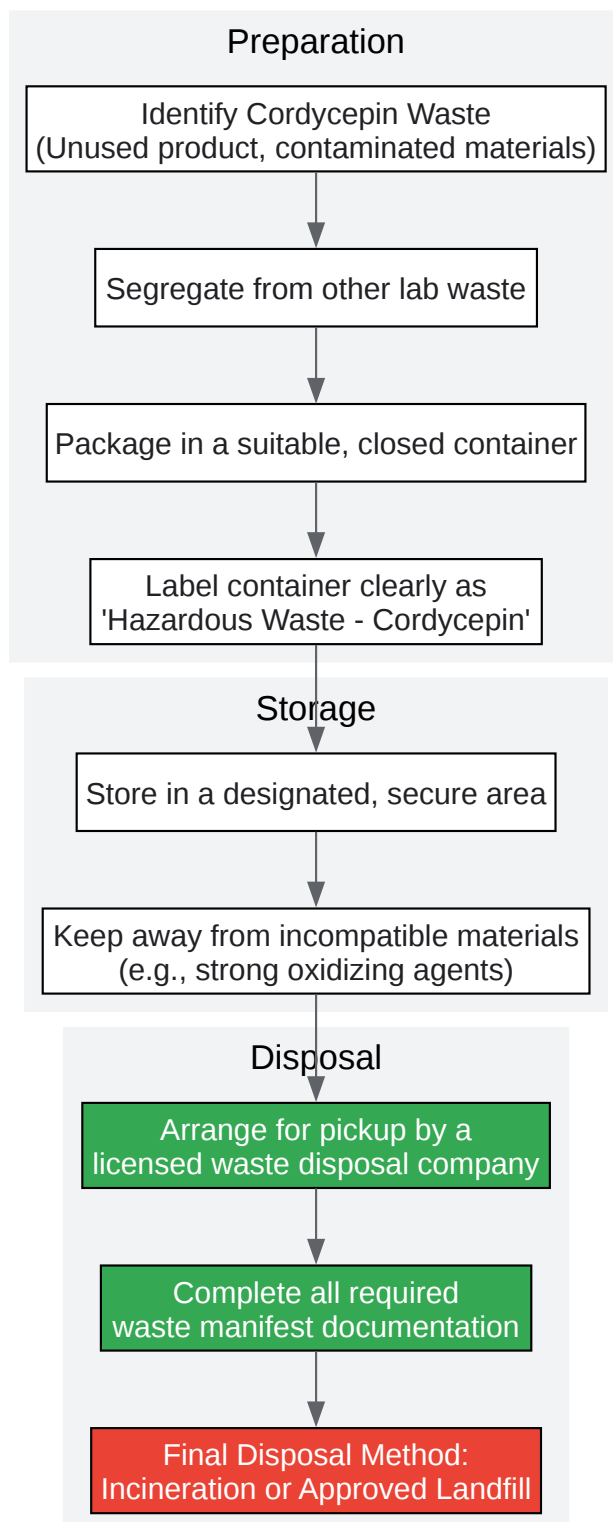 Preparation
Identify Cordycepin Waste
(Unused product, contaminated materials)
Segregate from other lab waste
Package in a suitable, closed container
Label container clearly as
'Hazardous Waste - Cordycepin'
Storage
Store in a designated, secure area
Keep away from incompatible materials
(e.g., strong oxidizing agents)
Disposal
Arrange for pickup by a
licensed waste disposal company
Complete all required
waste manifest documentation
Final Disposal Method:
Incineration or Approved Landfill